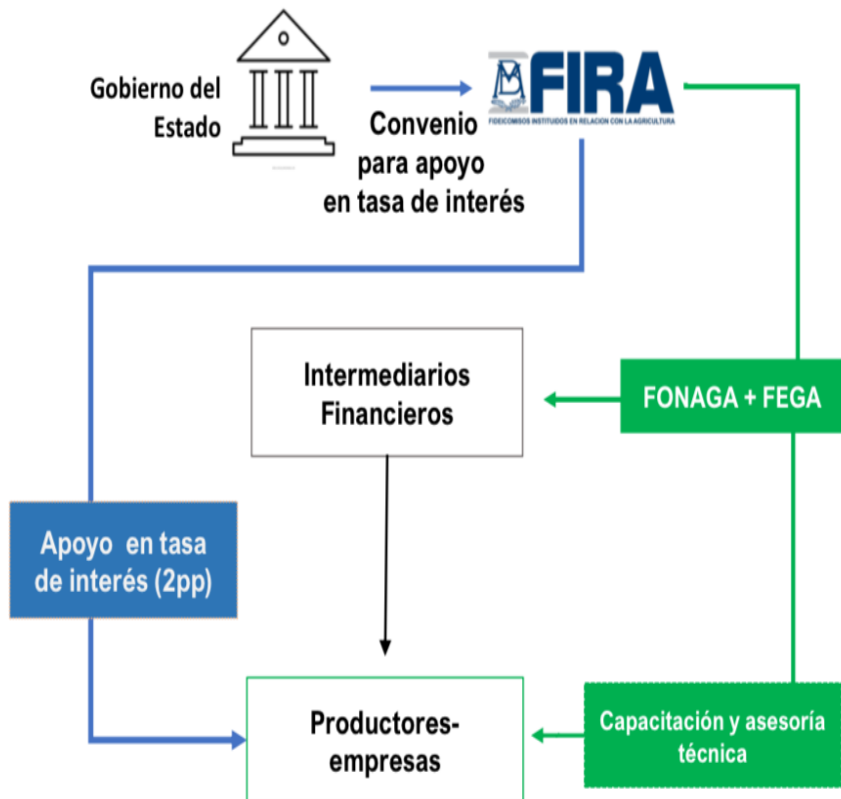 Gobierno del
Estado
Convenio
para apoyo
en tasa de interés
FIRA
FIDEICOMISOS INSTITUIDOS EN RELACION CON LA AGRICULTURA
Intermediarios
Financieros
FONAGA + FEGA
Apoyo en tasa
de interés (2pp)
Productores-
empresas
Capacitación y asesoría
técnica